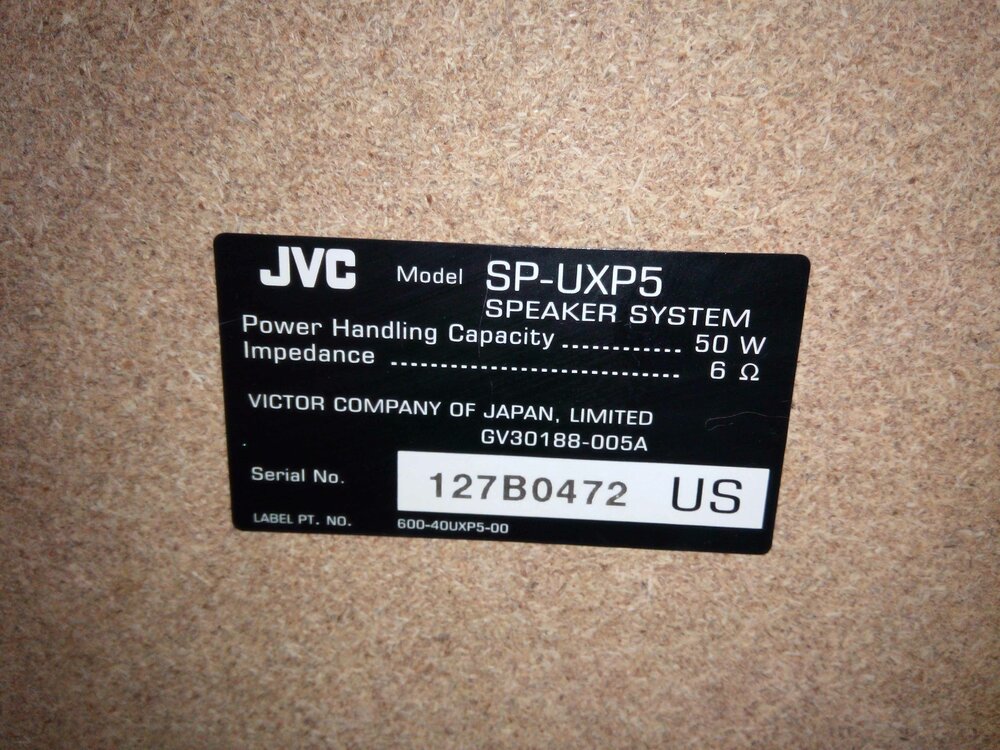 JVC Model SP-UXP5
SPEAKER SYSTEM
Power Handling Capacity ............ 50 W
Impedance ............................. 6 Ω
VICTOR COMPANY OF JAPAN, LIMITED
GV30188-005A
Serial No. 127B0472 US
LABEL PT. NO. 600-40UXP5-00